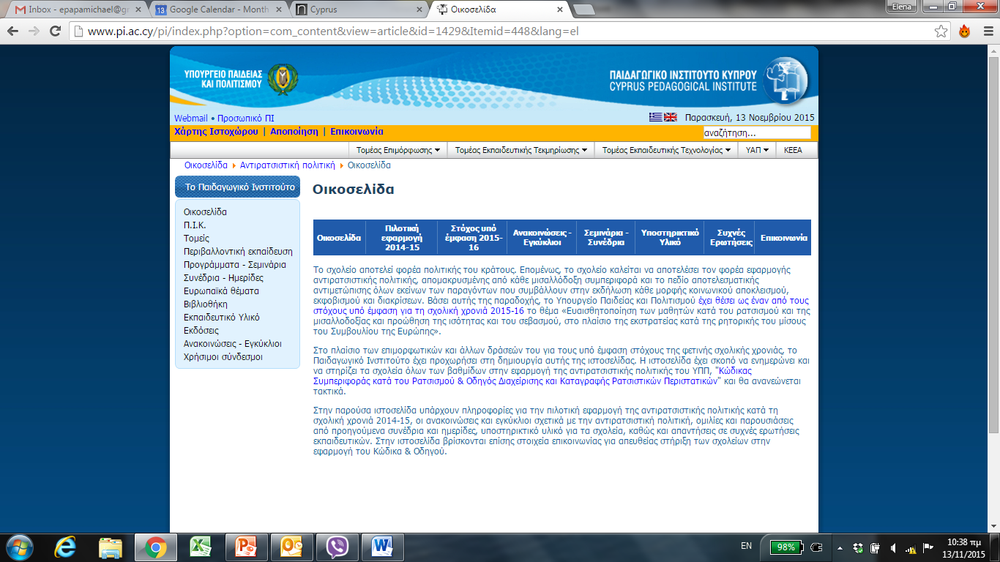 Inbox - epapamichael@gr
Google Calendar - Month
Cyprus
Οικοσελίδα
Elena
www.pi.ac.cy/pi/index.php?option=com_content&view=article&id=1429&Itemid=448&lang=el
ΥΠΟΥΡΓΕΙΟ ΠΑΙΔΕΙΑΣ
ΚΑΙ ΠΟΛΙΤΙΣΜΟΥ
ΠΑΙΔΑΓΩΓΙΚΟ ΙΝΣΤΙΤΟΥΤΟ ΚΥΠΡΟΥ
CYPRUS PEDAGOGICAL INSTITUTE
Webmail • Προσωπικό ΠΙ
Παρασκευή, 13 Νοεμβρίου 2015
Χάρτης Ιστοχώρου | Αποποίηση | Επικοινωνία
αναζήτηση...
Τομέας Επιμόρφωσης
Τομέας Εκπαιδευτικής Τεκμηρίωσης
Τομέας Εκπαιδευτικής Τεχνολογίας
ΥΑΠ
ΚΕΕΑ
Οικοσελίδα
Αντιρατσιστική πολιτική
Οικοσελίδα
Το Παιδαγωγικό Ινστιτούτο
Οικοσελίδα
Π.Ι.Κ.
Τομείς
Περιβαλλοντική εκπαίδευση
Προγράμματα - Σεμινάρια
Συνέδρια - Ημερίδες
Ευρωπαϊκά θέματα
Βιβλιοθήκη
Εκπαιδευτικό Υλικό
Εκδόσεις
Ανακοινώσεις - Εγκύκλιοι
Χρήσιμοι σύνδεσμοι
Οικοσελίδα
Οικοσελίδα
Πιλοτική
εφαρμογή
2014-15
Στόχος υπό
έμφαση 2015-
16
Ανακοινώσεις -
Εγκύκλιοι
Σεμινάρια -
Συνέδρια
Υποστηρικτικό
Υλικό
Συχνές
Ερωτήσεις
Επικοινωνία
Το σχολείο αποτελεί φορέα πολιτικής του κράτους. Επομένως, το σχολείο καλείται να αποτελέσει τον φορέα εφαρμογής
αντιρατσιστικής πολιτικής, απομακρυσμένης από κάθε μισαλλόδοξη συμπεριφορά και το πεδίο αποτελεσματικής
αντιμετώπισης όλων εκείνων των παραγόντων που συμβάλλουν στην εκδήλωση κάθε μορφής κοινωνικού αποκλεισμού,
εκφοβισμού και διακρίσεων. Βάσει αυτής της παραδοχής, το Υπουργείο Παιδείας και Πολιτισμού έχει θέσει ως έναν από τους
στόχους υπό έμφαση για τη σχολική χρονιά 2015-16 το θέμα «Ευαισθητοποίηση των μαθητών κατά του ρατσισμού και της
μισαλλοδοξίας και προώθηση της ισότητας και του σεβασμού, στο πλαίσιο της εκστρατείας κατά της ρητορικής του μίσους
του Συμβουλίου της Ευρώπης».
Στο πλαίσιο των επιμορφωτικών και άλλων δράσεών του για τους υπό έμφαση στόχους της φετινής σχολικής χρονιάς, το
Παιδαγωγικό Ινστιτούτο έχει προχωρήσει στη δημιουργία αυτής της ιστοσελίδας. Η ιστοσελίδα έχει σκοπό να ενημερώνει και
να στηρίζει τα σχολεία όλων των βαθμίδων στην εφαρμογή της αντιρατσιστικής πολιτικής του ΥΠΠ, "Κώδικας
Συμπεριφοράς κατά του Ρατσισμού & Οδηγός Διαχείρισης και Καταγραφής Ρατσιστικών Περιστατικών" και θα ανανεώνεται
τακτικά.
Στην παρούσα ιστοσελίδα υπάρχουν πληροφορίες για την πιλοτική εφαρμογή της αντιρατσιστικής πολιτικής κατά τη
σχολική χρονιά 2014-15, οι ανακοινώσεις και εγκύκλιοι σχετικά με την αντιρατσιστική πολιτική, ομιλίες και παρουσιάσεις
από προηγούμενα συνέδρια και ημερίδες, υποστηρικτικό υλικό για τα σχολεία, καθώς και απαντήσεις σε συχνές ερωτήσεις
εκπαιδευτικών. Στην ιστοσελίδα βρίσκονται επίσης στοιχεία επικοινωνίας για απευθείας στήριξη των σχολείων στην
εφαρμογή του Κώδικα & Οδηγού.
EN
98%
10:38 πμ
13/11/2015